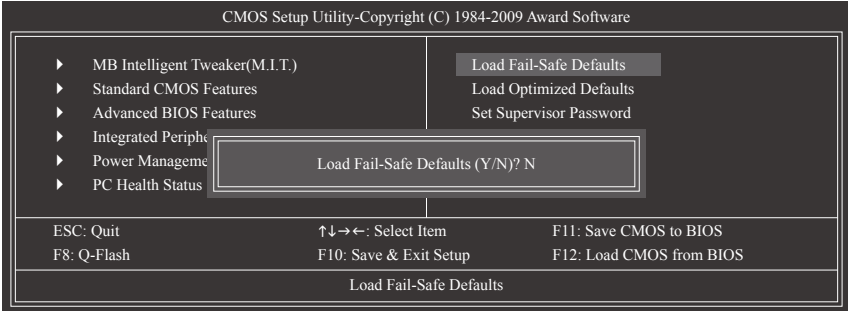 CMOS Setup Utility-Copyright (C) 1984-2009 Award Software
MB Intelligent Tweaker(M.I.T.)
Standard CMOS Features
Advanced BIOS Features
Integrated Periphe
Power Manageme
PC Health Status
Load Fail-Safe Defaults
Load Optimized Defaults
Set Supervisor Password
Load Fail-Safe Defaults (Y/N)? N
ESC: Quit
↑↓→←: Select Item
F11: Save CMOS to BIOS
F8: Q-Flash
F10: Save & Exit Setup
F12: Load CMOS from BIOS
Load Fail-Safe Defaults